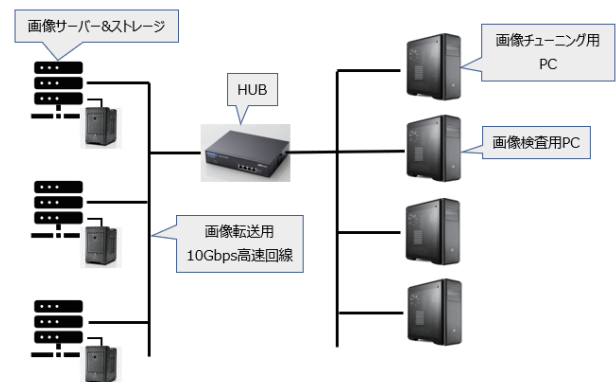 画像サーバー&ストレージ
HUB
画像チューニング用
PC
画像検査用PC
画像転送用
10Gbps高速回線